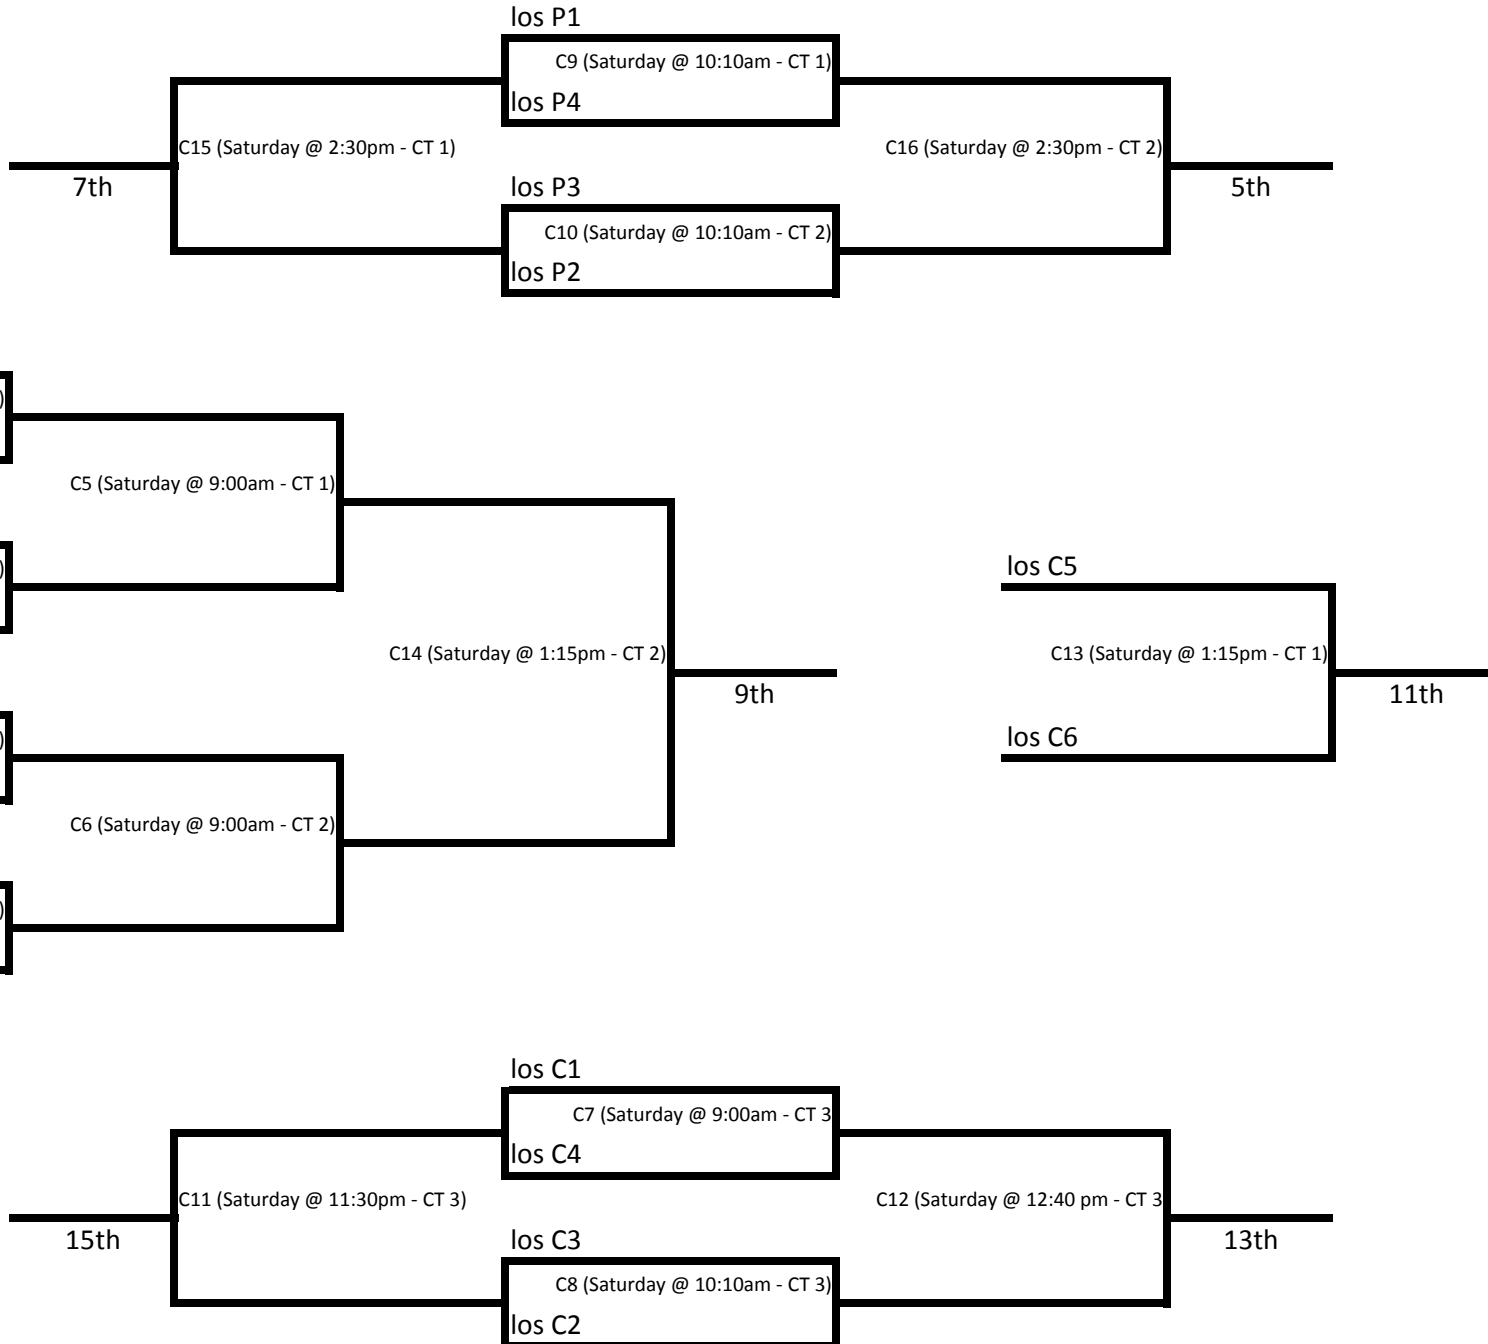 los P1
C9 (Saturday @ 10:10am - CT 1)
los P4
C15 (Saturday @ 2:30pm - CT 1)
C16 (Saturday @ 2:30pm - CT 2)
7th
los P3
5th
C10 (Saturday @ 10:10am - CT 2)
los P2
)
C5 (Saturday @ 9:00am - CT 1)
)
los C5
C14 (Saturday @ 1:15pm - CT 2)
C13 (Saturday @ 1:15pm - CT 1)
9th
11th
)
los C6
C6 (Saturday @ 9:00am - CT 2)
)
los C1
C7 (Saturday @ 9:00am - CT 3
los C4
C11 (Saturday @ 11:30pm - CT 3)
C12 (Saturday @ 12:40 pm - CT 3
15th
los C3
13th
C8 (Saturday @ 10:10am - CT 3)
los C2